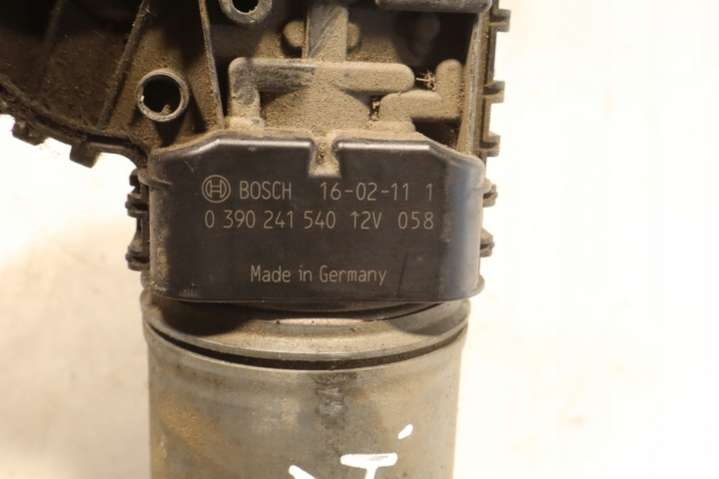 BOSCH 16-02-11 1
0 390 241 540 12V 058
Made in Germany